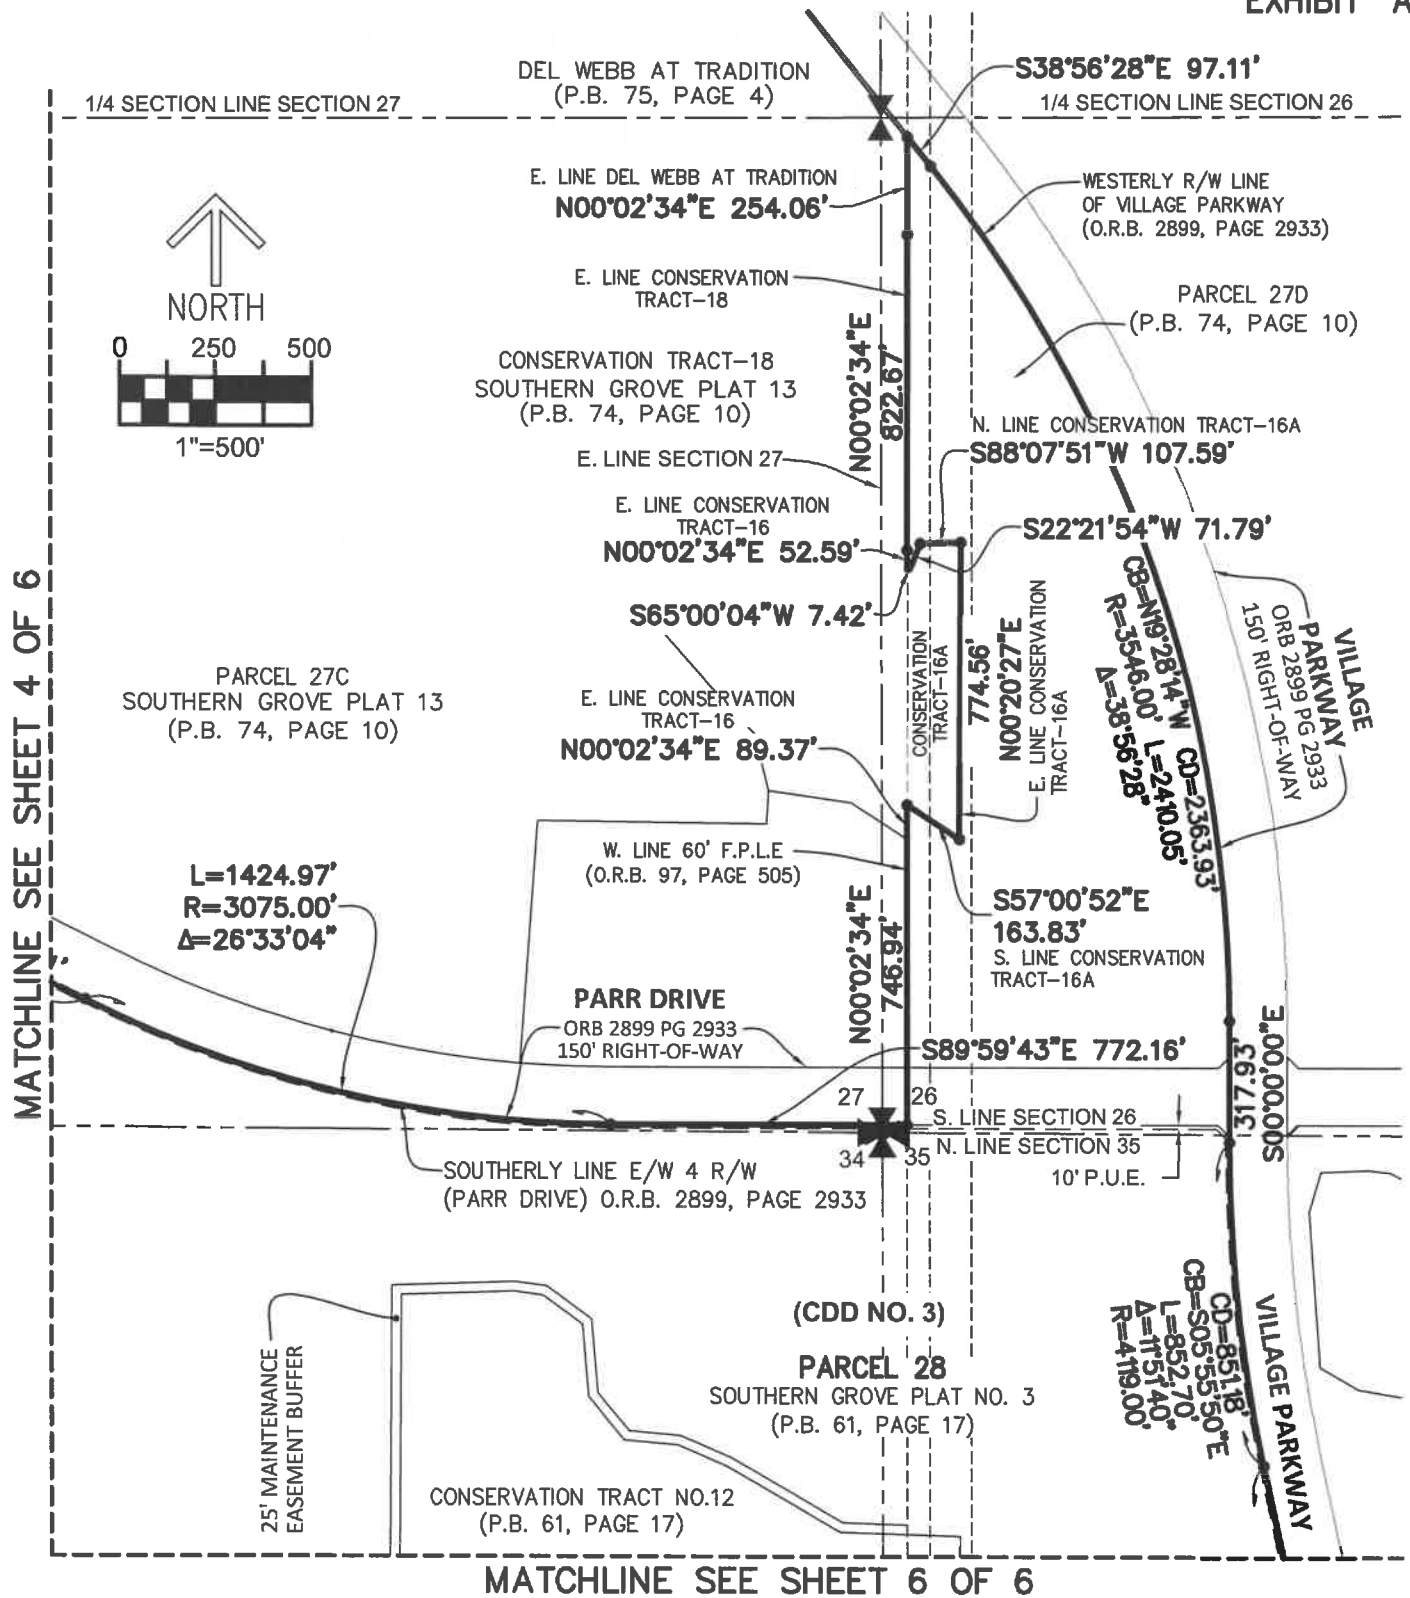 EXHIBIT "A
DEL WEBB AT TRADITION
(P.B. 75, PAGE 4)
S38°56'28"E 97.11'
1/4 SECTION LINE SECTION 27
1/4 SECTION LINE SECTION 26
E. LINE DEL WEBB AT TRADITION
N00°02'34"E 254.06'
WESTERLY R/W LINE
OF VILLAGE PARKWAY
(O.R.B. 2899, PAGE 2933)
NORTH
0 250 500
1"=500'
E. LINE CONSERVATION
TRACT-18
PARCEL 27D
(P.B. 74, PAGE 10)
N00°02'34"E
822.67'
CONSERVATION TRACT-18
SOUTHERN GROVE PLAT 13
(P.B. 74, PAGE 10)
N. LINE CONSERVATION TRACT-16A
S88°07'51"W 107.59'
E. LINE SECTION 27
E. LINE CONSERVATION
TRACT-16
N00°02'34"E 52.59'
S22°21'54"W 71.79'
S65°00'04"W 7.42'
MATCHLINE SEE SHEET 4 OF 6
PARCEL 27C
SOUTHERN GROVE PLAT 13
(P.B. 74, PAGE 10)
CONSERVATION
TRACT-16A
774.56'
N00°20'27"E
E. LINE CONSERVATION
TRACT-16A
CB=N19°28'14"W CD=2363.93'
R=3546.00' L=2410.05'
Δ=38°56'28"
VILLAGE
PARKWAY
ORB 2899 PG 2933
150' RIGHT-OF-WAY
E. LINE CONSERVATION
TRACT-16
N00°02'34"E 89.37'
W. LINE 60' F.P.L.E
(O.R.B. 97, PAGE 505)
L=1424.97'
R=3075.00'
Δ=26°33'04"
S57°00'52"E
163.83'
S. LINE CONSERVATION
TRACT-16A
N00°02'34"E
746.94'
PARR DRIVE
ORB 2899 PG 2933
150' RIGHT-OF-WAY
S89°59'43"E 772.16'
317.93'
S00°00'00"E
27 26
34 35
S. LINE SECTION 26
N. LINE SECTION 35
10' P.U.E.
SOUTHERLY LINE E/W 4 R/W
(PARR DRIVE) O.R.B. 2899, PAGE 2933
25' MAINTENANCE
EASEMENT BUFFER
(CDD NO. 3)
PARCEL 28
SOUTHERN GROVE PLAT NO. 3
(P.B. 61, PAGE 17)
CD=851.18'
CB=S05°55'50"E
L=852.70'
Δ=11°51'40"
R=4119.00'
VILLAGE PARKWAY
CONSERVATION TRACT NO.12
(P.B. 61, PAGE 17)
MATCHLINE SEE SHEET 6 OF 6